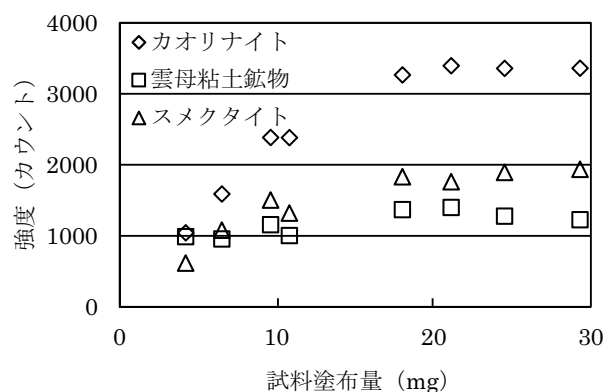 4000
◇ カオリナイト
□ 雲母粘土鉱物
3000
△ スメクタイト
2000
1000
0
強度（カウント）
0 10 20 30
試料塗布量（mg）